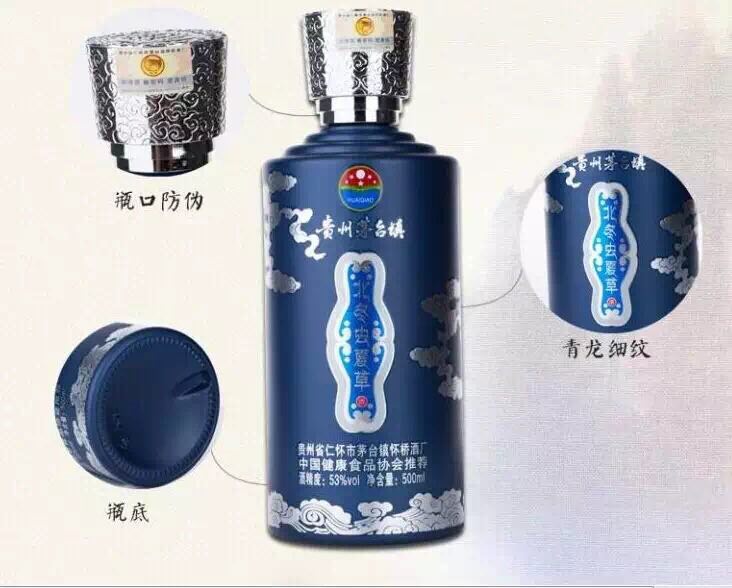 瓶口防伪
HUAIQIAO
贵州茅台镇
北冬虫夏草
酒
贵州省仁怀市茅台镇怀桥酒厂
中国健康食品协会推荐
酒精度：53%vol 净含量：500ml
贵州茅台镇
北冬虫夏草
酒
青龙细纹
瓶底